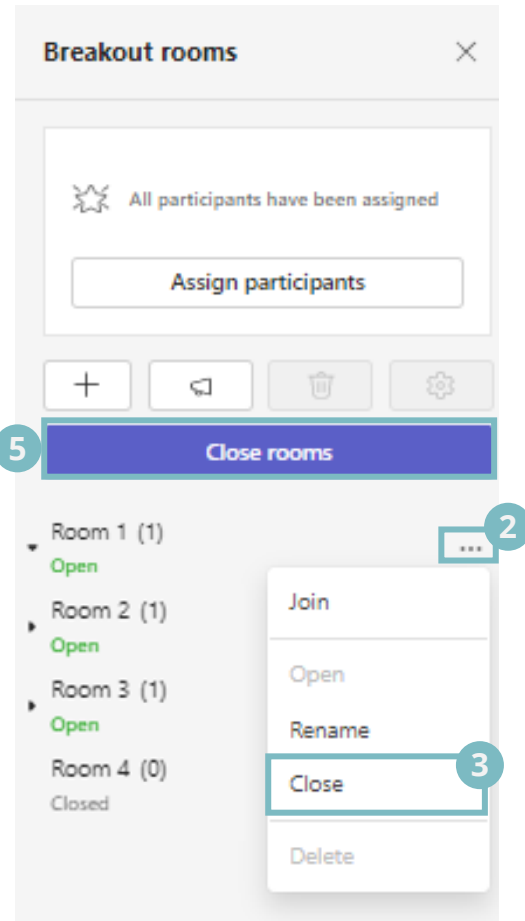 Breakout rooms
All participants have been assigned
Assign participants
5
Close rooms
Room 1 (1)
2
...
Open
Join
Room 2 (1)
Open
Open
Room 3 (1)
Rename
Open
3
Room 4 (0)
Close
Closed
Delete